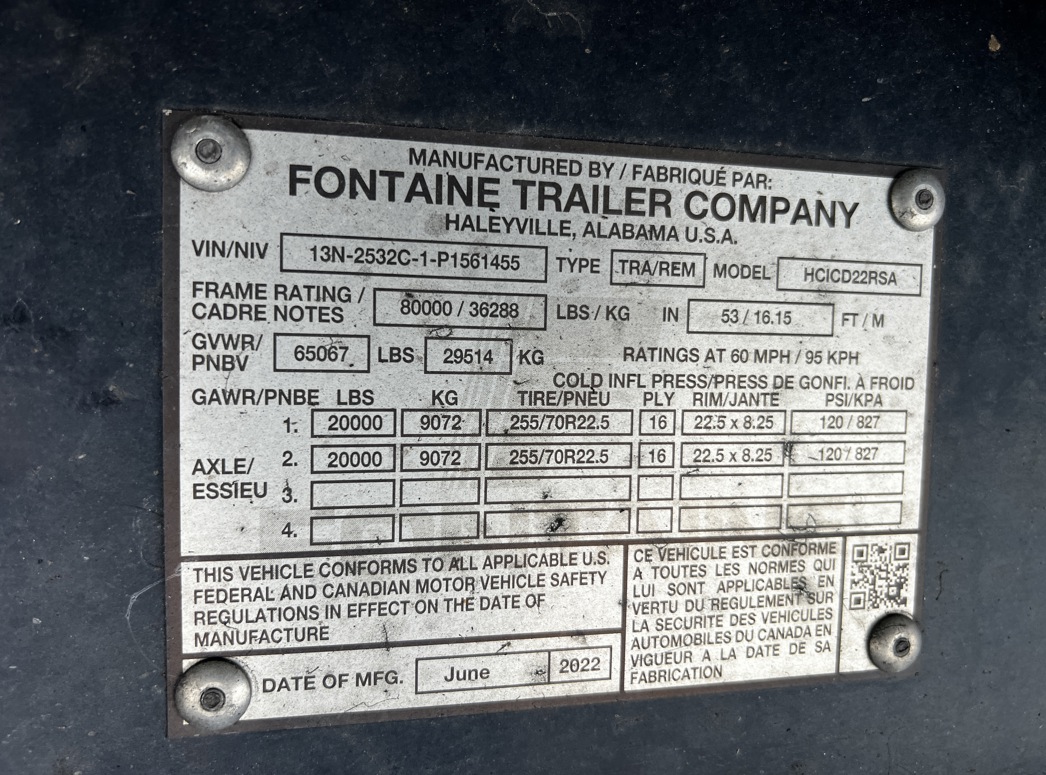 MANUFACTURED BY / FABRIQUÉ PAR:
FONTAINE TRAILER COMPANY
HALEYVILLE, ALABAMA U.S.A.
VIN/NIV 13N-2532C-1-P1561455 TYPE TRA/REM MODEL HCICD22RSA
FRAME RATING /
CADRE NOTES 80000 / 36288 LBS / KG IN 53 / 16.15 FT / M
GVWR/
PNBV 65067 LBS 29514 KG RATINGS AT 60 MPH / 95 KPH
COLD INFL PRESS/PRESS DE GONFI. À FROID
GAWR/PNBE LBS KG TIRE/PNEU PLY RIM/JANTE PSI/KPA
1. 20000 9072 255/70R22.5 16 22.5 x 8.25 120 / 827
AXLE/
ESSIEU
2. 20000 9072 255/70R22.5 16 22.5 x 8.25 120 / 827
3.
4.
THIS VEHICLE CONFORMS TO ALL APPLICABLE U.S.
FEDERAL AND CANADIAN MOTOR VEHICLE SAFETY
REGULATIONS IN EFFECT ON THE DATE OF
MANUFACTURE
DATE OF MFG. June 2022
CE VEHICULE EST CONFORME
A TOUTES LES NORMES QUI
LUI SONT APPLICABLES EN
VERTU DU REGULEMENT SUR
LA SECURITE DES VEHICULES
AUTOMOBILES DU CANADA EN
VIGUEUR A LA DATE DE SA
FABRICATION